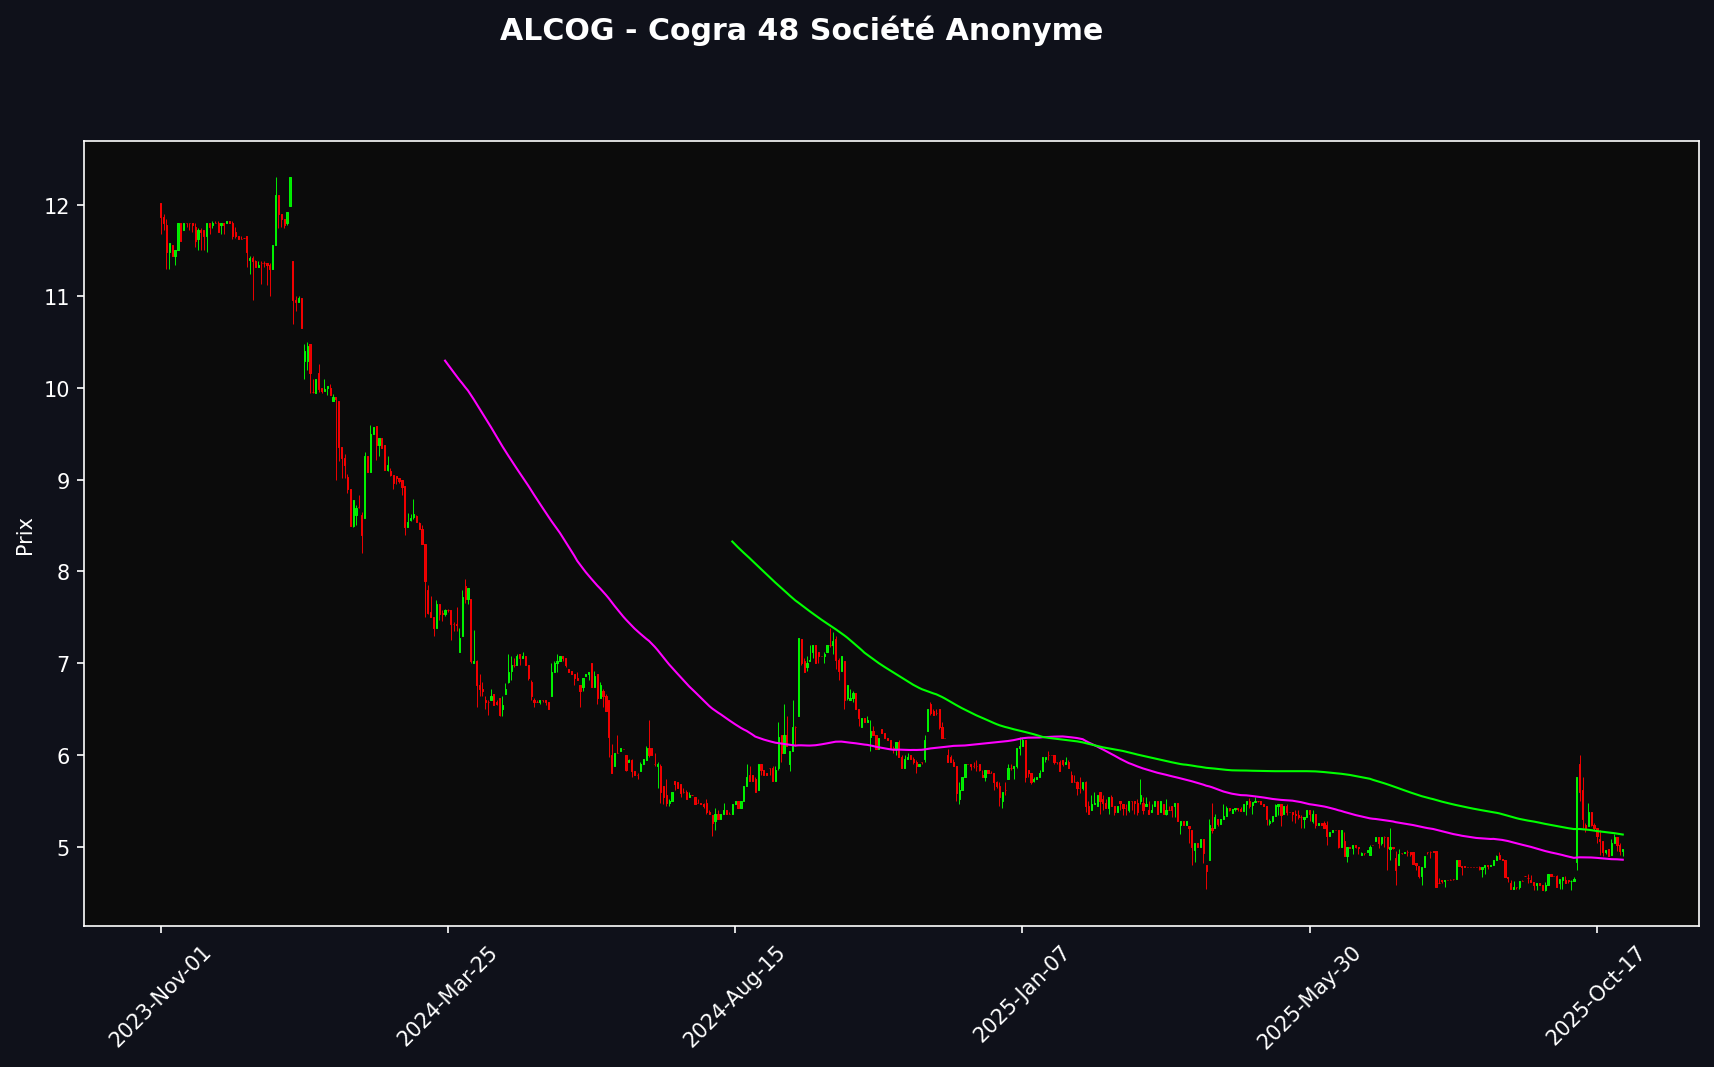 ALCOG - Cogra 48 Société Anonyme
Prix
12
11
10
9
8
7
6
5
2023-Nov-01
2024-Mar-25
2024-Aug-15
2025-Jan-07
2025-May-30
2025-Oct-17